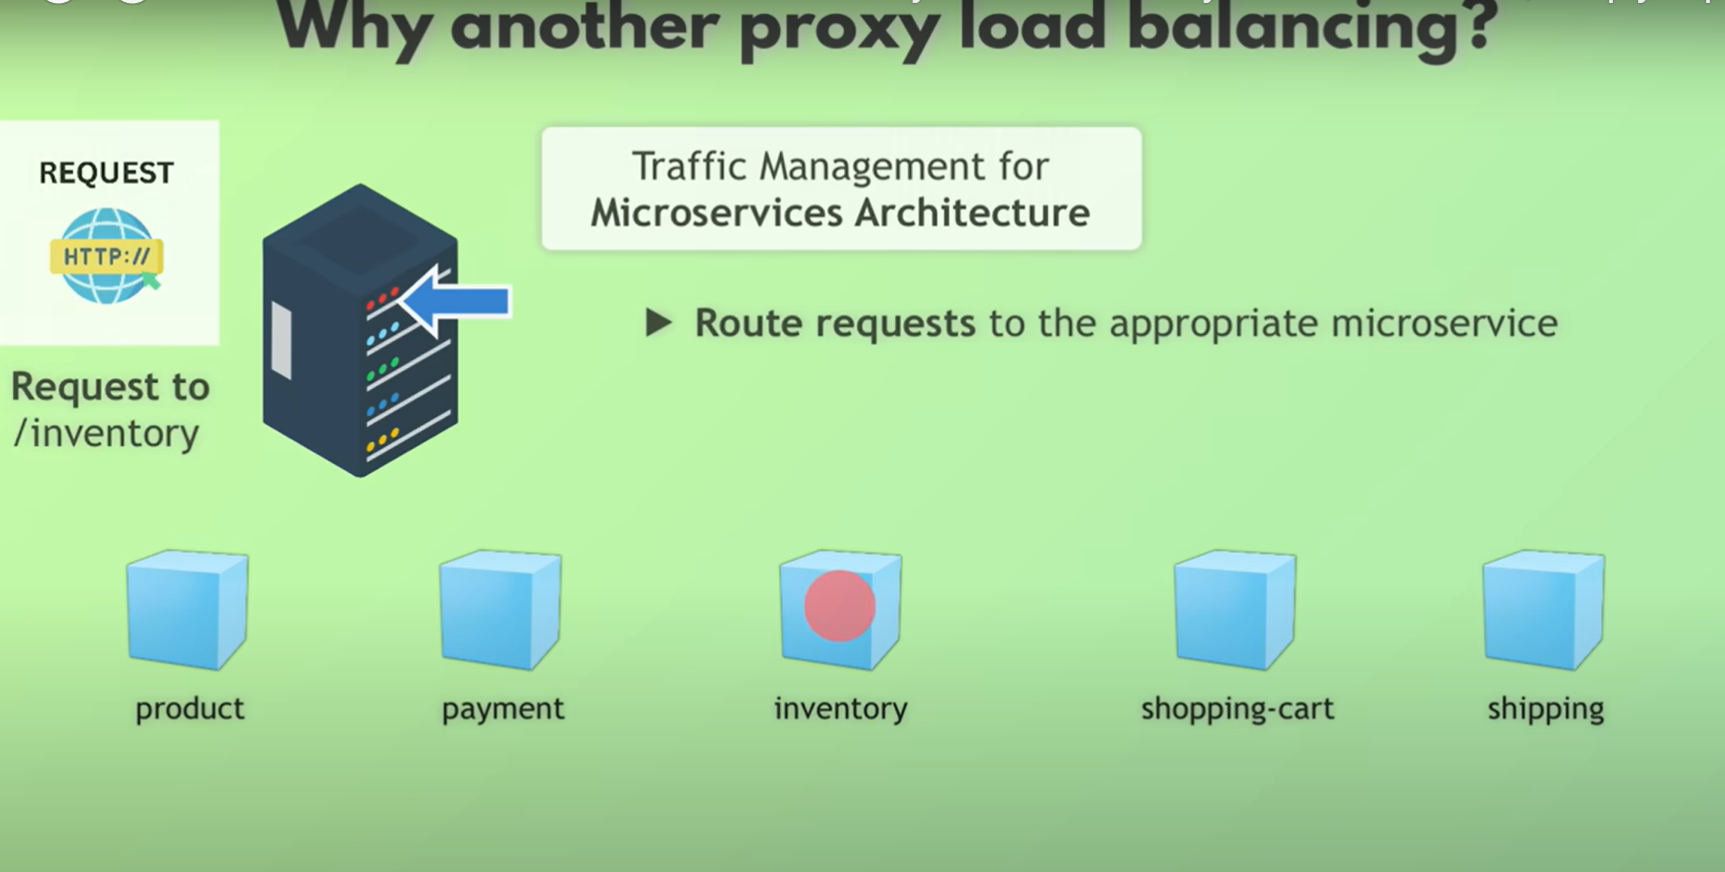 Why another proxy load balancing?
REQUEST
HTTP://
Request to
/inventory
Traffic Management for
Microservices Architecture
▶ Route requests to the appropriate microservice
product
payment
inventory
shopping-cart
shipping